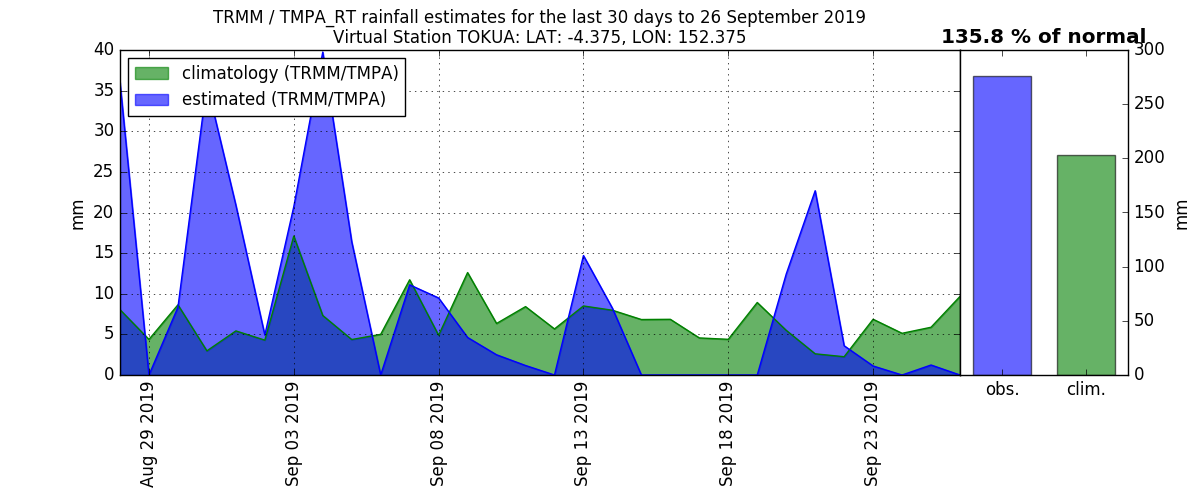 TRMM / TMPA_RT rainfall estimates for the last 30 days to 26 September 2019
Virtual Station TOKUA: LAT: -4.375, LON: 152.375
135.8 % of normal
climatology (TRMM/TMPA)
estimated (TRMM/TMPA)
40
35
30
25
20
15
10
5
0
mm
Aug 29 2019
Sep 03 2019
Sep 08 2019
Sep 13 2019
Sep 18 2019
Sep 23 2019
300
250
200
150
100
50
0
mm
obs.
clim.